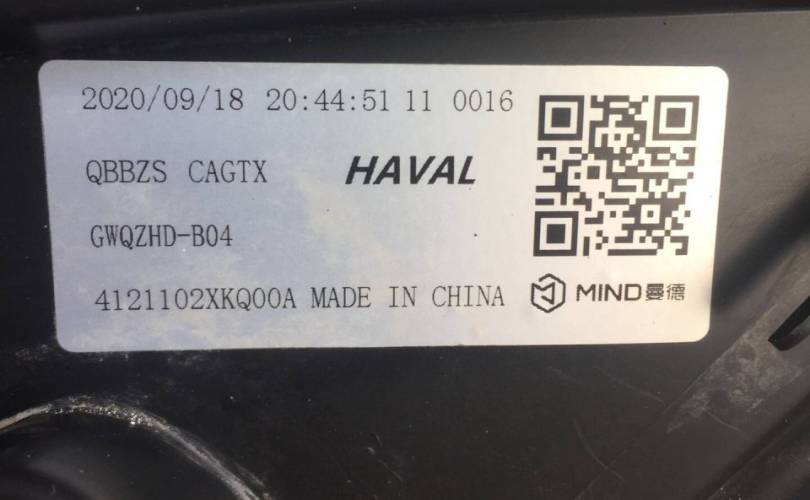 2020/09/18 20:44:51 11 0016
QBBZS CAGTX HAVAL
GWQZHD-B04
4121102XKQ00A MADE IN CHINA MIND曼德